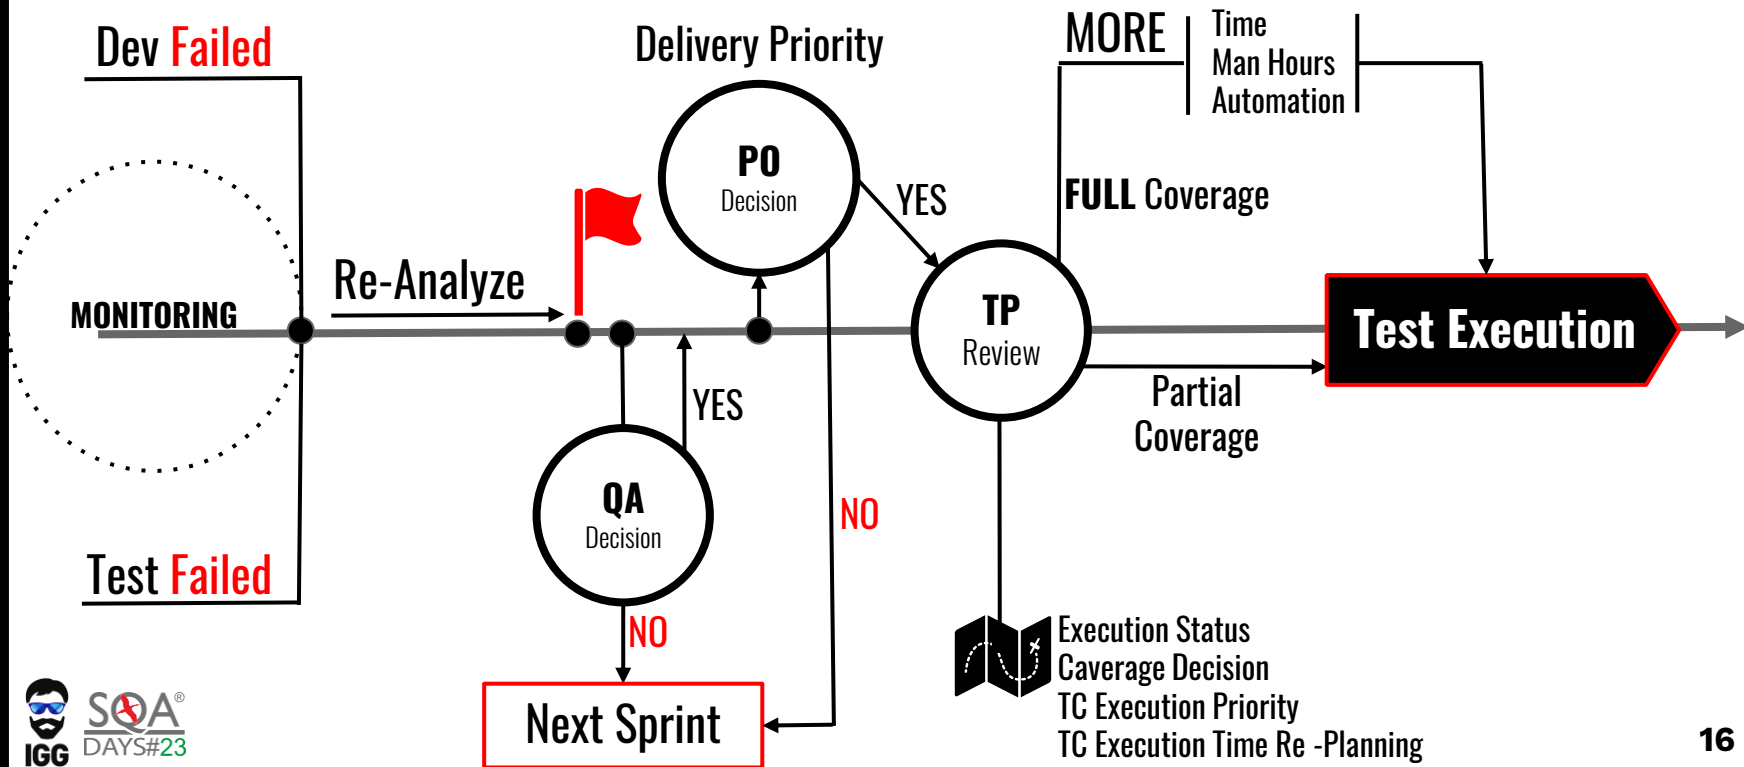 Dev Failed
Delivery Priority
MORE
Time
Man Hours
Automation
PO
Decision
YES
FULL Coverage
Re-Analyze
MONITORING
TP
Review
Test Execution
YES
Partial
Coverage
QA
Decision
NO
Test Failed
NO
Next Sprint
Execution Status
Caverage Decision
TC Execution Priority
TC Execution Time Re -Planning
IGG
SQA®
DAYS#23
16